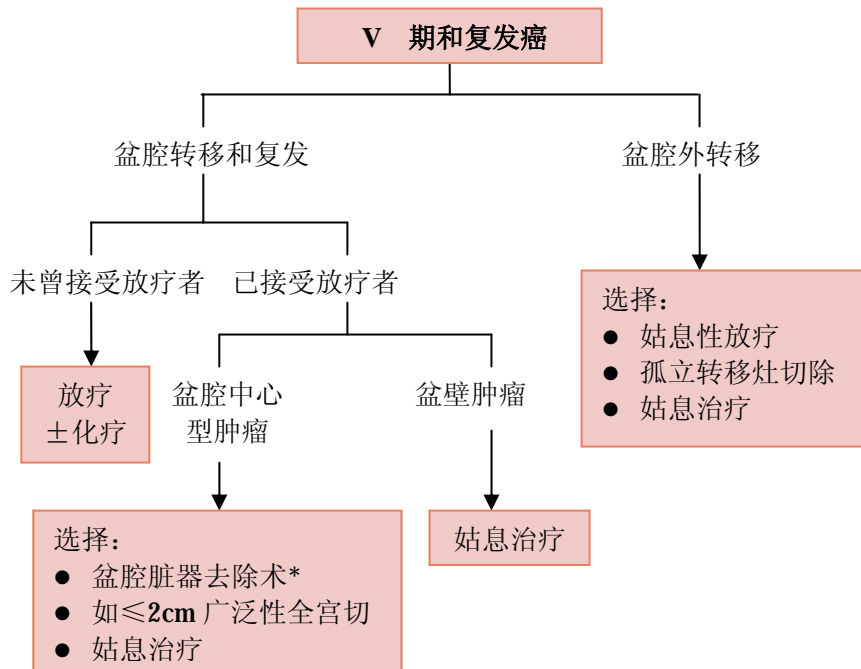 V 期和复发癌
盆腔转移和复发
盆腔外转移
未曾接受放疗者
已接受放疗者
选择：
● 姑息性放疗
● 孤立转移灶切除
● 姑息治疗
放疗
±化疗
盆腔中心
型肿瘤
盆壁肿瘤
选择：
● 盆腔脏器去除术*
● 如≤2cm 广泛性全宫切
● 姑息治疗
姑息治疗